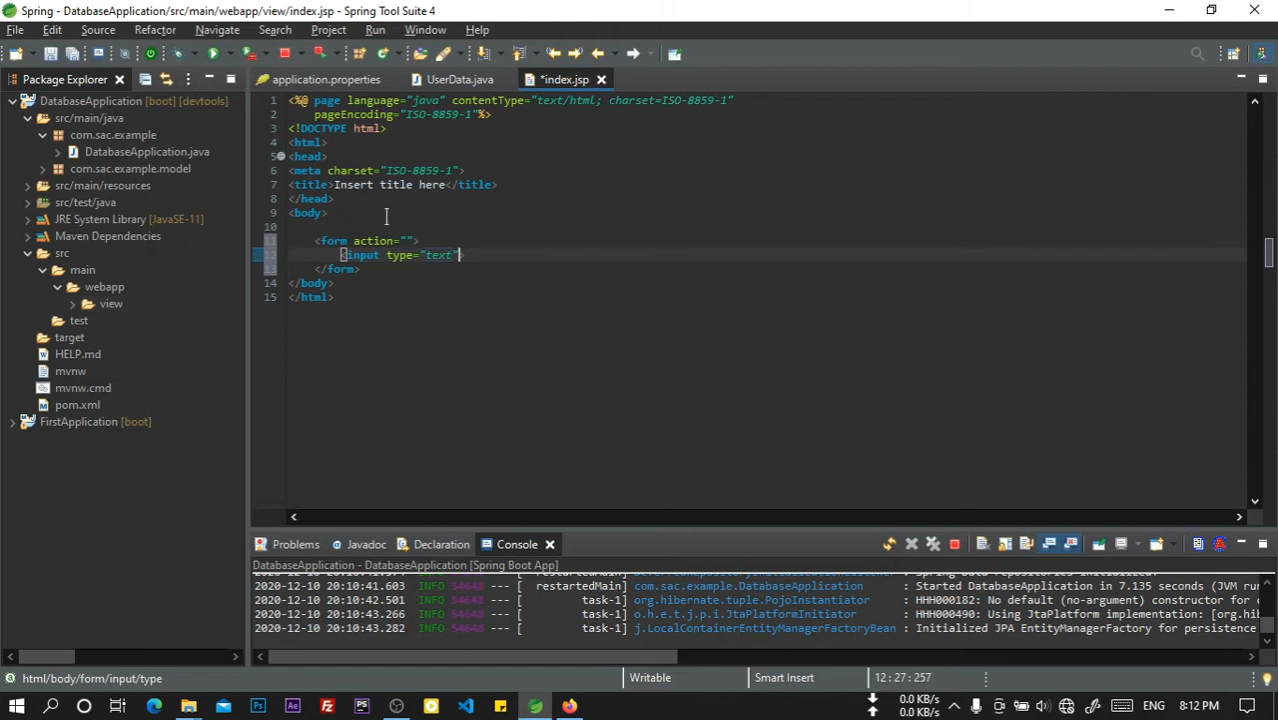 Spring - DatabaseApplication/src/main/webapp/view/index.jsp - Spring Tool Suite 4
File Edit Source Refactor Navigate Search Project Run Window Help
Package Explorer
application.properties UserData.java *index.jsp
DatabaseApplication [boot] [devtools]
src/main/java
com.sac.example
DatabaseApplication.java
com.sac.example.model
src/main/resources
src/test/java
JRE System Library [JavaSE-11]
Maven Dependencies
src
main
webapp
view
test
target
HELP.md
mvnw
mvnw.cmd
pom.xml
FirstApplication [boot]
1 <%@ page language="java" contentType="text/html; charset=ISO-8859-1"
2 pageEncoding="ISO-8859-1"%>
3 <!DOCTYPE html>
4 <html>
5 <head>
6 <meta charset="ISO-8859-1">
7 <title>Insert title here</title>
8 </head>
9 <body>
10
11 <form action="">
12 <input type="text">
13 </form>
14 </body>
15 </html>
Problems Javadoc Declaration Console
DatabaseApplication - DatabaseApplication [Spring Boot App]
2020-12-10 20:10:41.603 INFO 54648 --- [ restartedMain] com.sac.example.DatabaseApplication : Started DatabaseApplication in 7.135 seconds (JVM run
2020-12-10 20:10:42.501 INFO 54648 --- [ task-1] org.hibernate.tuple.PojoInstantiator : HHH000182: No default (no-argument) constructor for c
2020-12-10 20:10:43.266 INFO 54648 --- [ task-1] o.h.e.t.j.p.i.JtaPlatformInitiator : HHH000490: Using JtaPlatform implementation: [org.hib
2020-12-10 20:10:43.282 INFO 54648 --- [ task-1] j.LocalContainerEntityManagerFactoryBean : Initialized JPA EntityManagerFactory for persistence
html/body/form/input/type Writable Smart Insert 12 : 27 : 257
0.0 KB/s
0.0 KB/s
8:12 PM